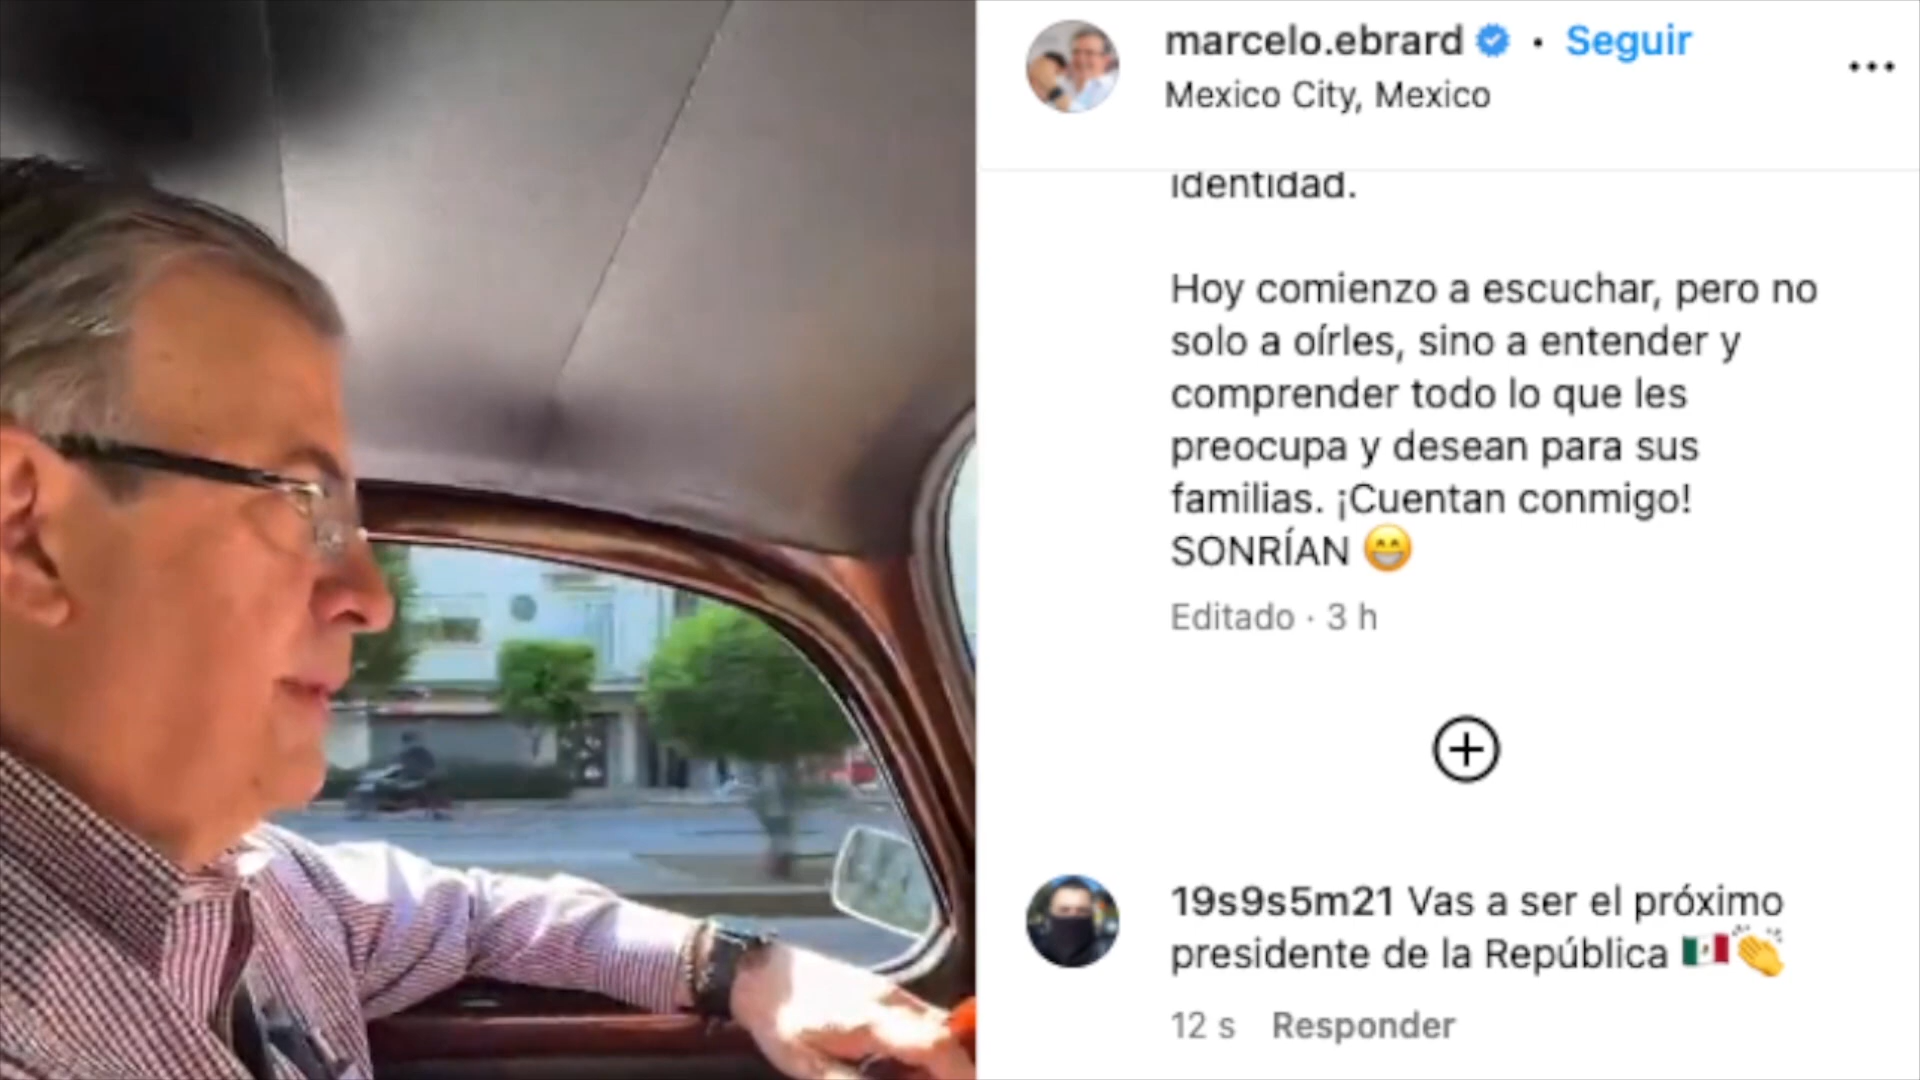 marcelo.ebrard • Seguir
Mexico City, Mexico
identidad.
Hoy comienzo a escuchar, pero no
solo a oírles, sino a entender y
comprender todo lo que les
preocupa y desean para sus
familias. ¡Cuentan conmigo!
SONRÍAN 😁
Editado · 3 h
19s9s5m21 Vas a ser el próximo
presidente de la República 🇲🇽👏
12 s Responder